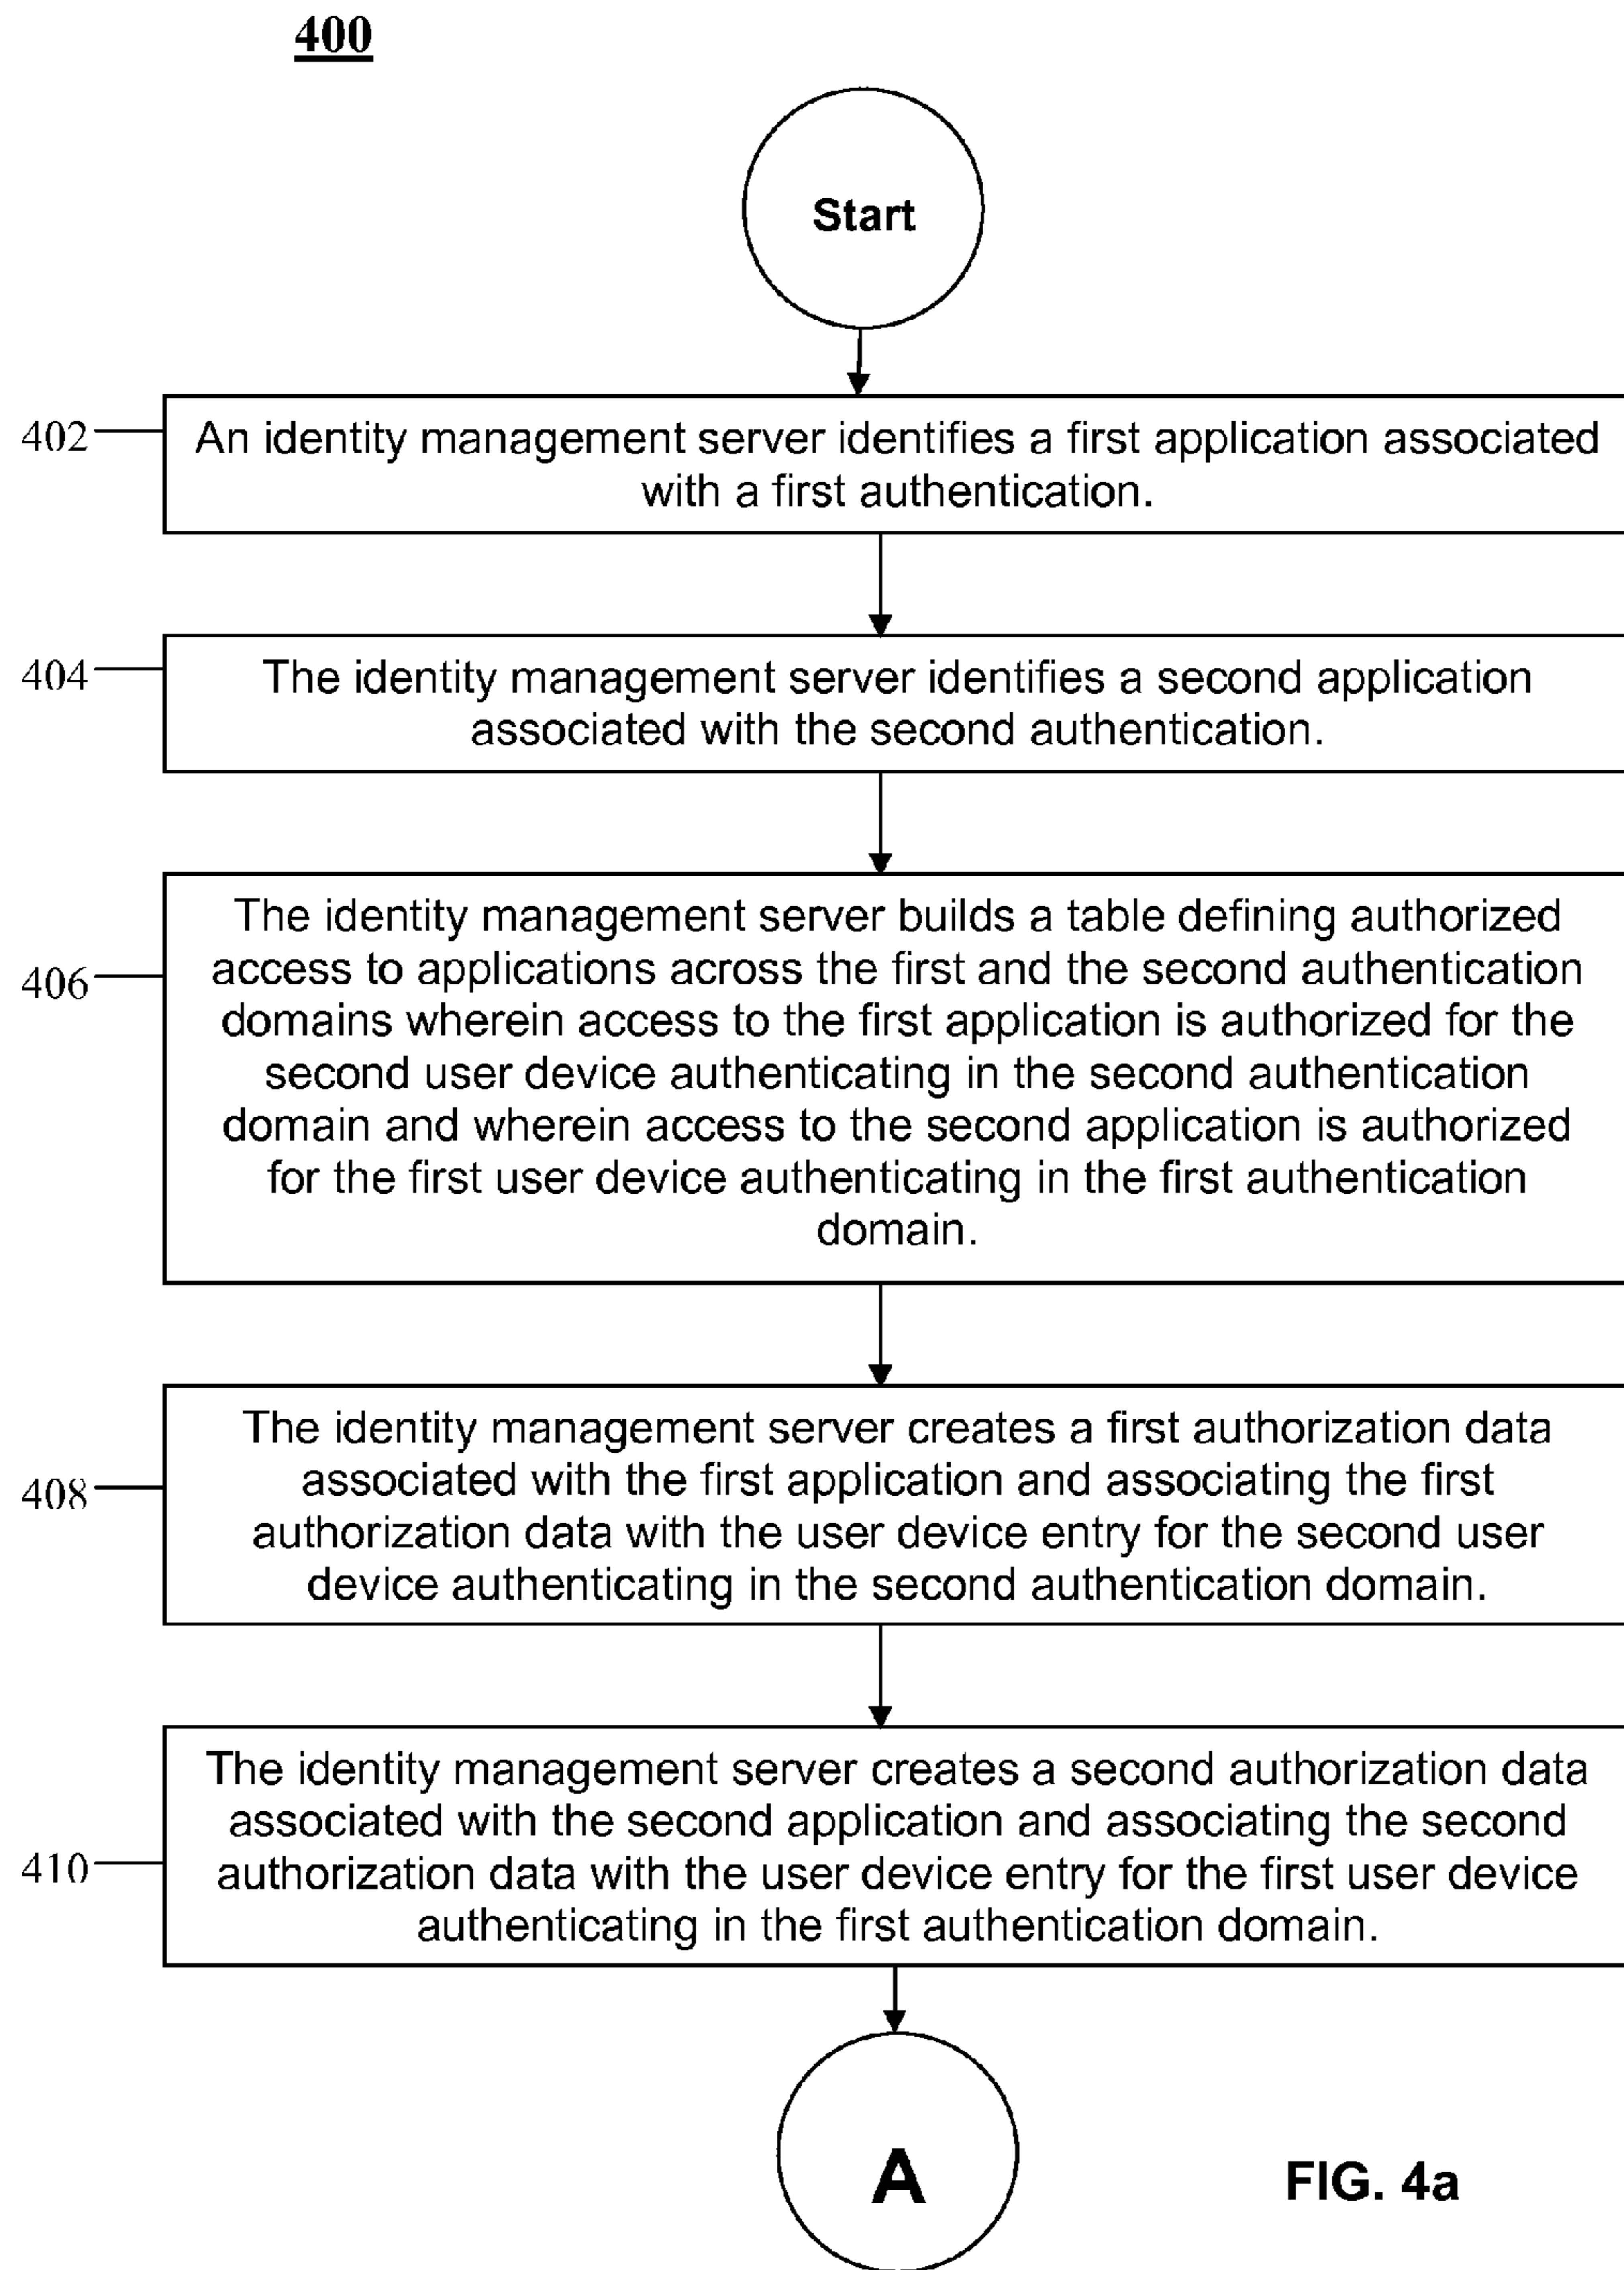 400
Start
402
An identity management server identifies a first application associated
with a first authentication.
404
The identity management server identifies a second application
associated with the second authentication.
406
The identity management server builds a table defining authorized
access to applications across the first and the second authentication
domains wherein access to the first application is authorized for the
second user device authenticating in the second authentication
domain and wherein access to the second application is authorized
for the first user device authenticating in the first authentication
domain.
408
The identity management server creates a first authorization data
associated with the first application and associating the first
authorization data with the user device entry for the second user
device authenticating in the second authentication domain.
410
The identity management server creates a second authorization data
associated with the second application and associating the second
authorization data with the user device entry for the first user device
authenticating in the first authentication domain.
A
FIG. 4a